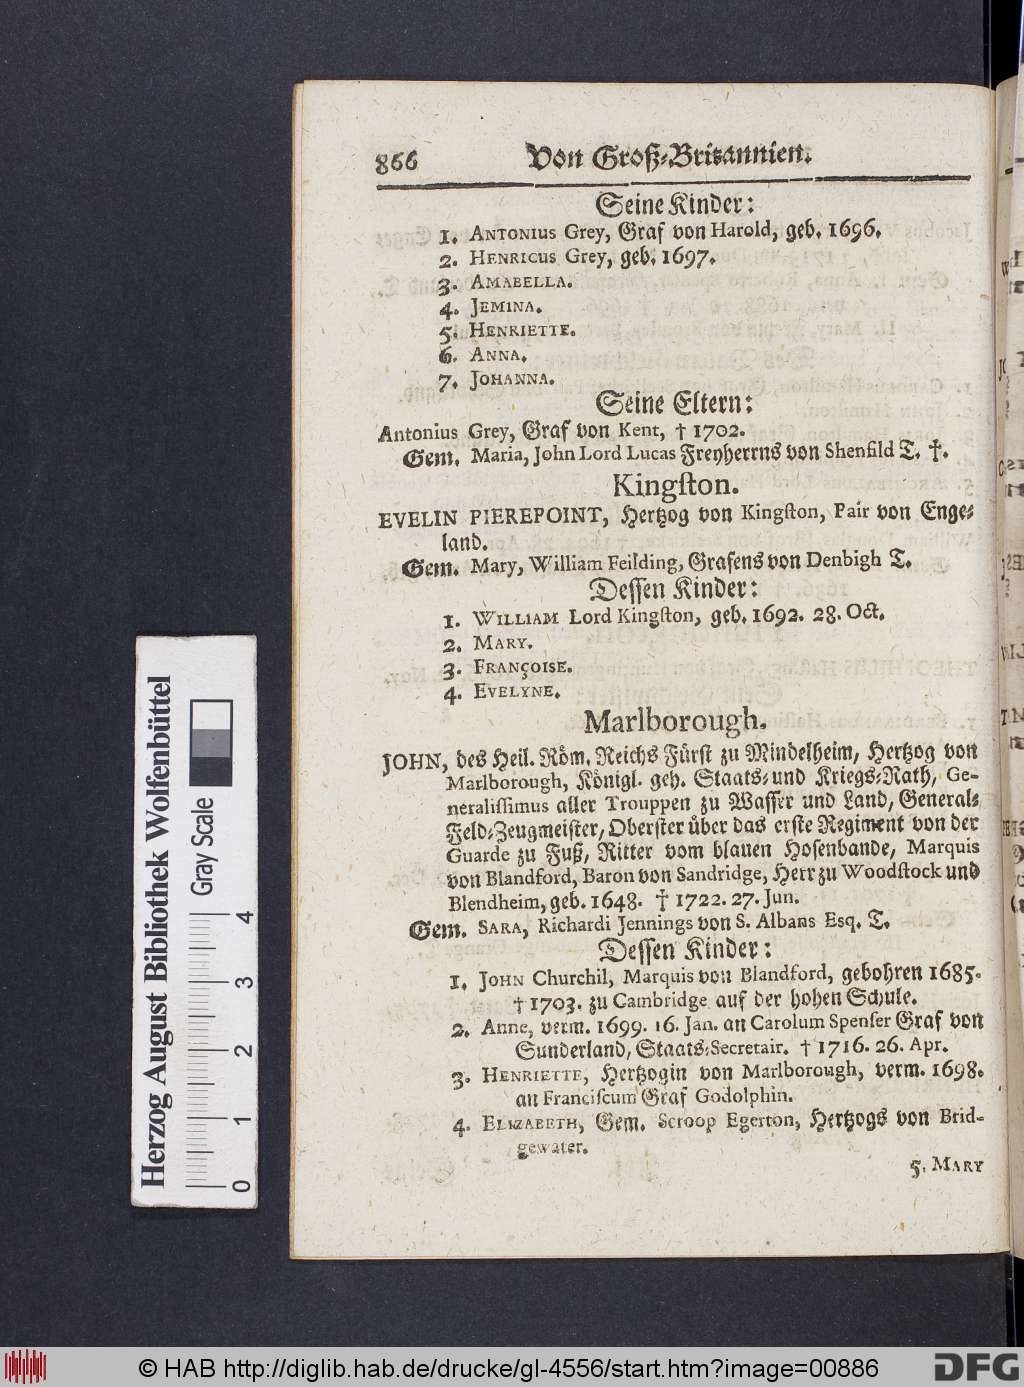 866 Von Groß-Britannien.
Seine Kinder:
1. ANTONIUS Grey, Graf von Harold, geb. 1696.
2. HENRICUS Grey, geb. 1697.
3. AMABELLA.
4. JEMINA.
5. HENRIETTE.
6. ANNA.
7. JOHANNA.
Seine Eltern:
Antonius Grey, Graf von Kent, † 1702.
Gem. Maria, John Lord Lucas Freyherrns von Shenfild T. †.
Kingſton.
EVELIN PIEREPOINT, Hertzog von Kingſton, Pair von Enge-
land.
Gem. Mary, William Feilding, Grafens von Denbigh T.
Deſſen Kinder:
1. WILLIAM Lord Kingſton, geb. 1692. 28. Oct.
2. MARY.
3. FRANÇOISE.
4. EVELYNE.
Marlborough.
JOHN, des Heil. Röm. Reichs Fürſt zu Mindelheim, Hertzog von
Marlborough, Königl. geh. Staats- und Kriegs-Rath, Ge-
neraliſſimus aller Trouppen zu Waſſer und Land, General-
Feld-Zeugmeiſter, Oberſter über das erſte Regiment von der
Guarde zu Fuß, Ritter vom blauen Hoſenbande, Marquis
von Blandford, Baron von Sandridge, Herr zu Woodſtock und
Blendheim, geb. 1648. † 1722. 27. Jun.
Gem. SARA, Richardi Jennings von S. Albans Esq. T.
Deſſen Kinder:
1. JOHN Churchil, Marquis von Blandford, gebohren 1685.
† 1703. zu Cambridge auf der hohen Schule.
2. Anne, verm. 1699. 16. Jan. an Carolum Spenſer Graf von
Sunderland, Staats-Secretair. † 1716. 26. Apr.
3. HENRIETTE, Hertzogin von Marlborough, verm. 1698.
an Franciſcum Graf Godolphin.
4. ELIZABETH, Gem. Scroop Egerton, Hertzogs von Brid-
gewater.
5. MARY
Herzog August Bibliothek Wolfenbüttel
Gray Scale
0 1 2 3 4
© HAB http://diglib.hab.de/drucke/gl-4556/start.htm?image=00886
DFG